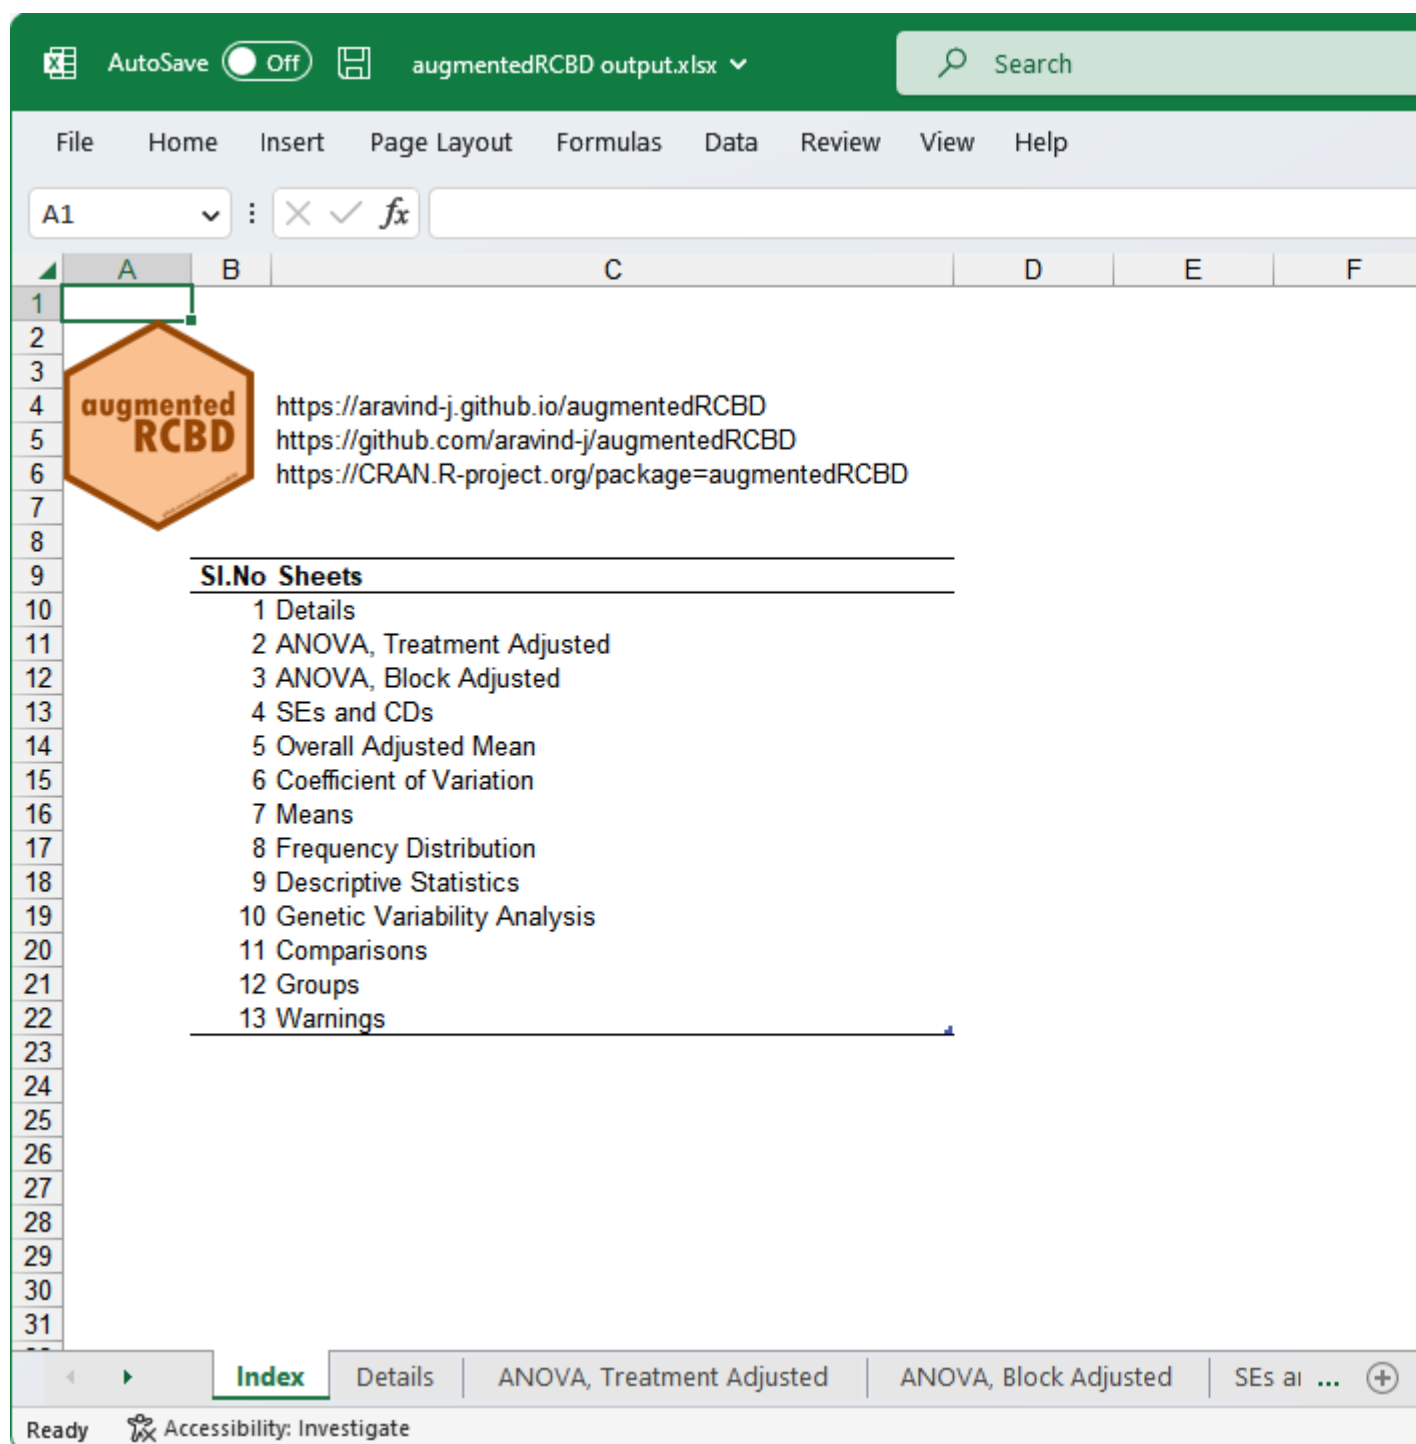 AutoSave Off augmentedRCBD output.xlsx Search
File Home Insert Page Layout Formulas Data Review View Help
A1 fx
A B C D E F
1
2
3
augmented
RCBD
4 https://aravind-j.github.io/augmentedRCBD
5 https://github.com/aravind-j/augmentedRCBD
6 https://CRAN.R-project.org/package=augmentedRCBD
7
8
9 Sl.No Sheets
10 1 Details
11 2 ANOVA, Treatment Adjusted
12 3 ANOVA, Block Adjusted
13 4 SEs and CDs
14 5 Overall Adjusted Mean
15 6 Coefficient of Variation
16 7 Means
17 8 Frequency Distribution
18 9 Descriptive Statistics
19 10 Genetic Variability Analysis
20 11 Comparisons
21 12 Groups
22 13 Warnings
23
24
25
26
27
28
29
30
31
Index Details ANOVA, Treatment Adjusted ANOVA, Block Adjusted SEs ...
Ready Accessibility: Investigate